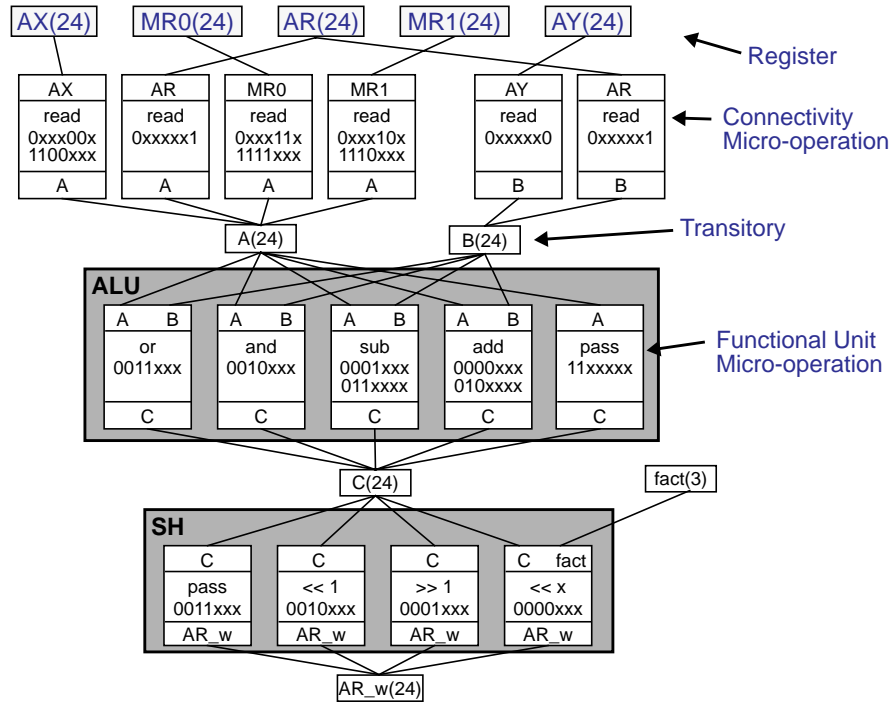 AX(24) MR0(24) AR(24) MR1(24) AY(24)
Register
AX AR MR0 MR1 AY AR
read read read read read read
0xxx00x 0xxxxx1 0xxx11x 0xxx10x 0xxxxx0 0xxxxx1
1100xxx 1111xxx 1110xxx
Connectivity
Micro-operation
A A A A B B
A(24) B(24)
Transitory
ALU
A B A B A B A B A
or and sub add pass
0011xxx 0010xxx 0001xxx 0000xxx 11xxxxx
011xxxx 010xxxx
Functional Unit
Micro-operation
C C C C C
C(24) fact(3)
SH
C C C C fact
pass << 1 >> 1 << x
0011xxx 0010xxx 0001xxx 0000xxx
AR_w AR_w AR_w AR_w
AR_w(24)